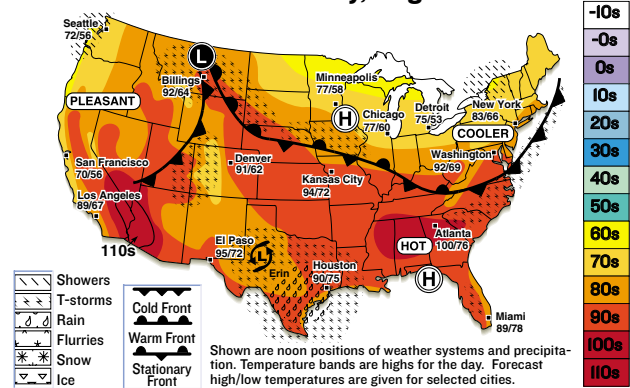 Seattle
72/56
L
Billings
92/64
PLEASANT
Minneapolis
77/58
H
Chicago
77/60
Detroit
75/53
New York
83/66
COOLER
San Francisco
70/56
Denver
91/62
Washington
92/69
Kansas City
94/72
Los Angeles
89/67
110s
El Paso
95/72
L
Erin
Houston
90/75
HOT
Atlanta
100/76
H
Miami
89/78
Showers
T-storms
Rain
Flurries
Snow
Ice
Cold Front
Warm Front
Stationary
Front
Shown are noon positions of weather systems and precipita-
tion. Temperature bands are highs for the day. Forecast
high/low temperatures are given for selected cities.
-10s
-0s
0s
10s
20s
30s
40s
50s
60s
70s
80s
90s
100s
110s